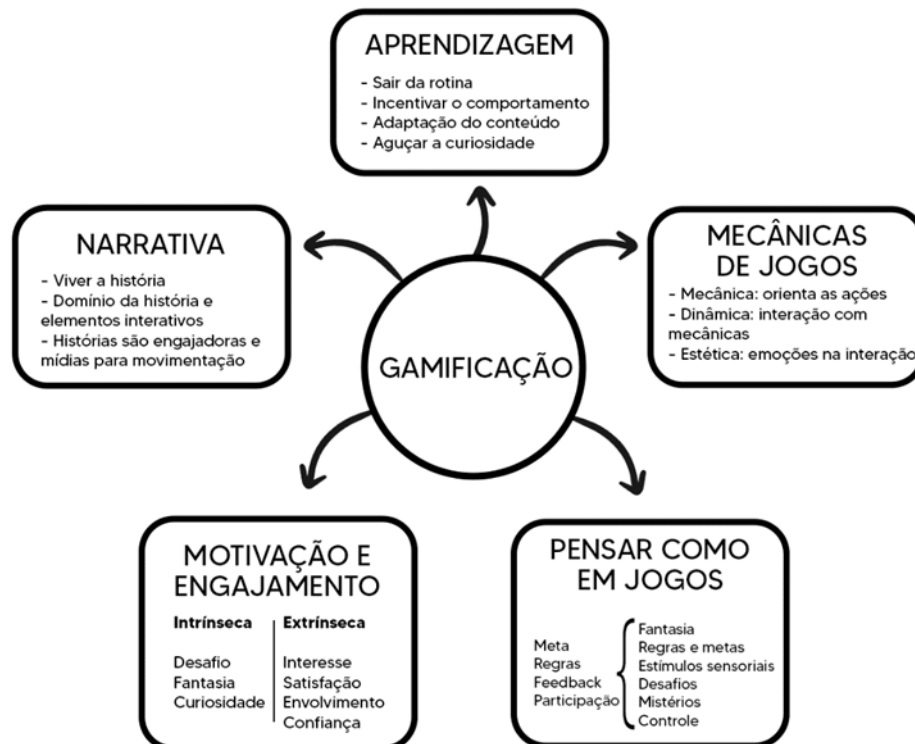 APRENDIZAGEM
- Sair da rotina
- Incentivar o comportamento
- Adaptação do conteúdo
- Aguçar a curiosidade
NARRATIVA
- Viver a história
- Domínio da história e
elementos interativos
- Histórias são engajadoras e
mídias para movimentação
MECÂNICAS
DE JOGOS
- Mecânica: orienta as ações
- Dinâmica: interação com
mecânicas
- Estética: emoções na interação
GAMIFICAÇÃO
MOTIVAÇÃO E
ENGAJAMENTO
Intrínseca
Desafio
Fantasia
Curiosidade
Extrínseca
Interesse
Satisfação
Envolvimento
Confiança
PENSAR COMO
EM JOGOS
Meta
Regras
Feedback
Participação
Fantasia
Regras e metas
Estímulos sensoriais
Desafios
Mistérios
Controle